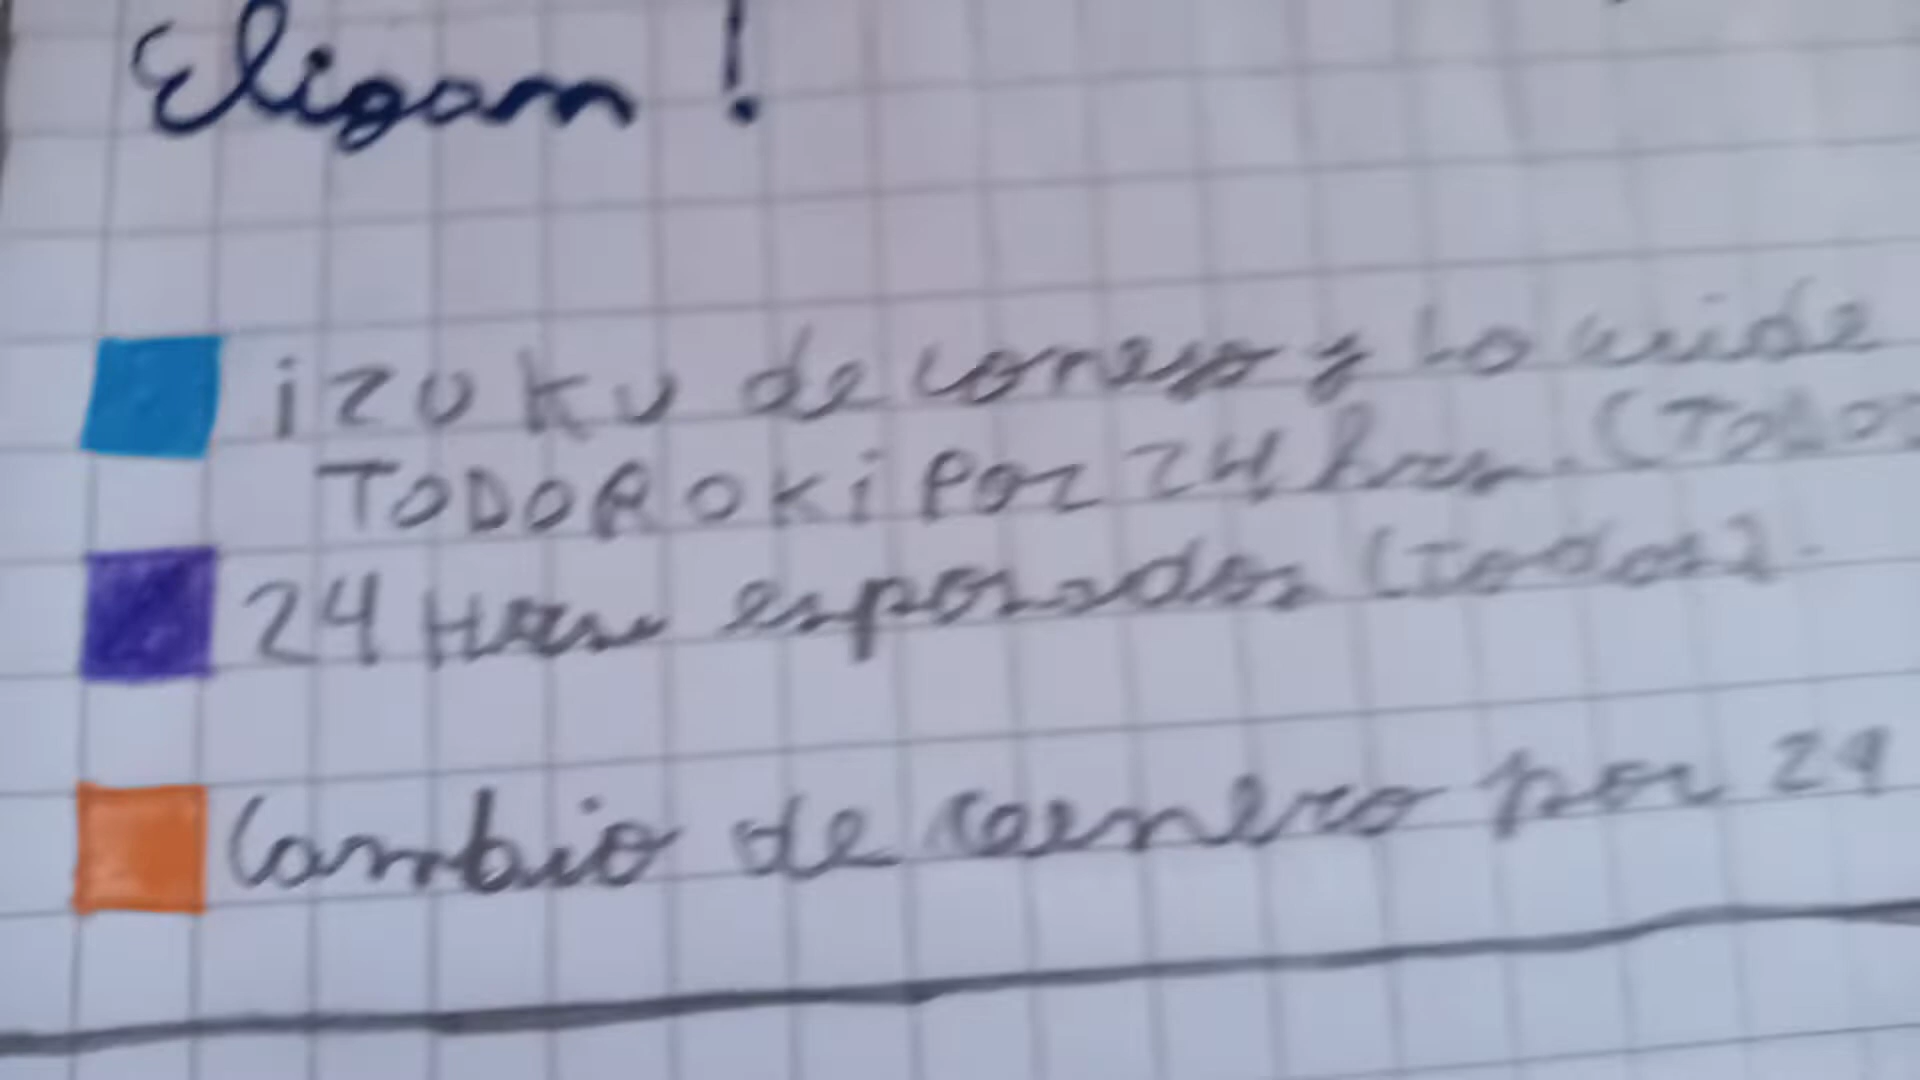 Eligam!
izuku de conejo y lo cuide
TODOROKi Por 24 hrs. (Todos
24 Hrs esposados (Todos).
Cambio de genero por 24